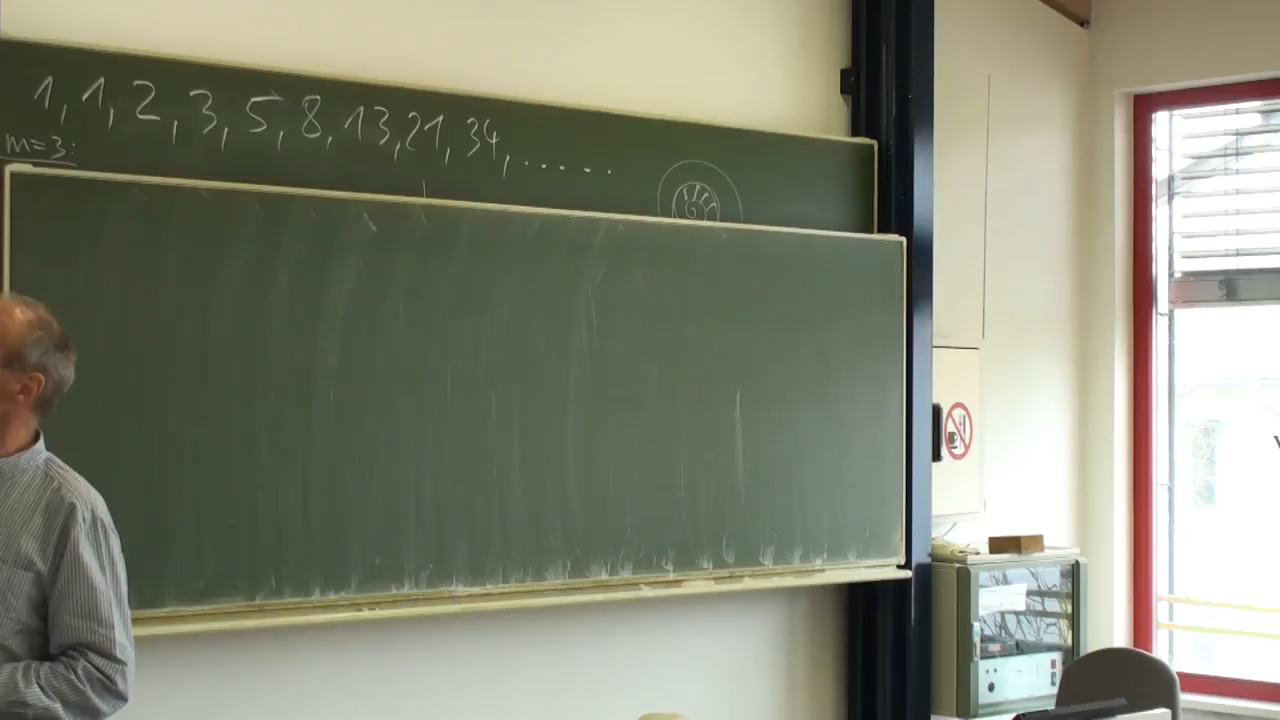 1, 1, 2, 3, 5, 8, 13, 21, 34, .....
m=3: